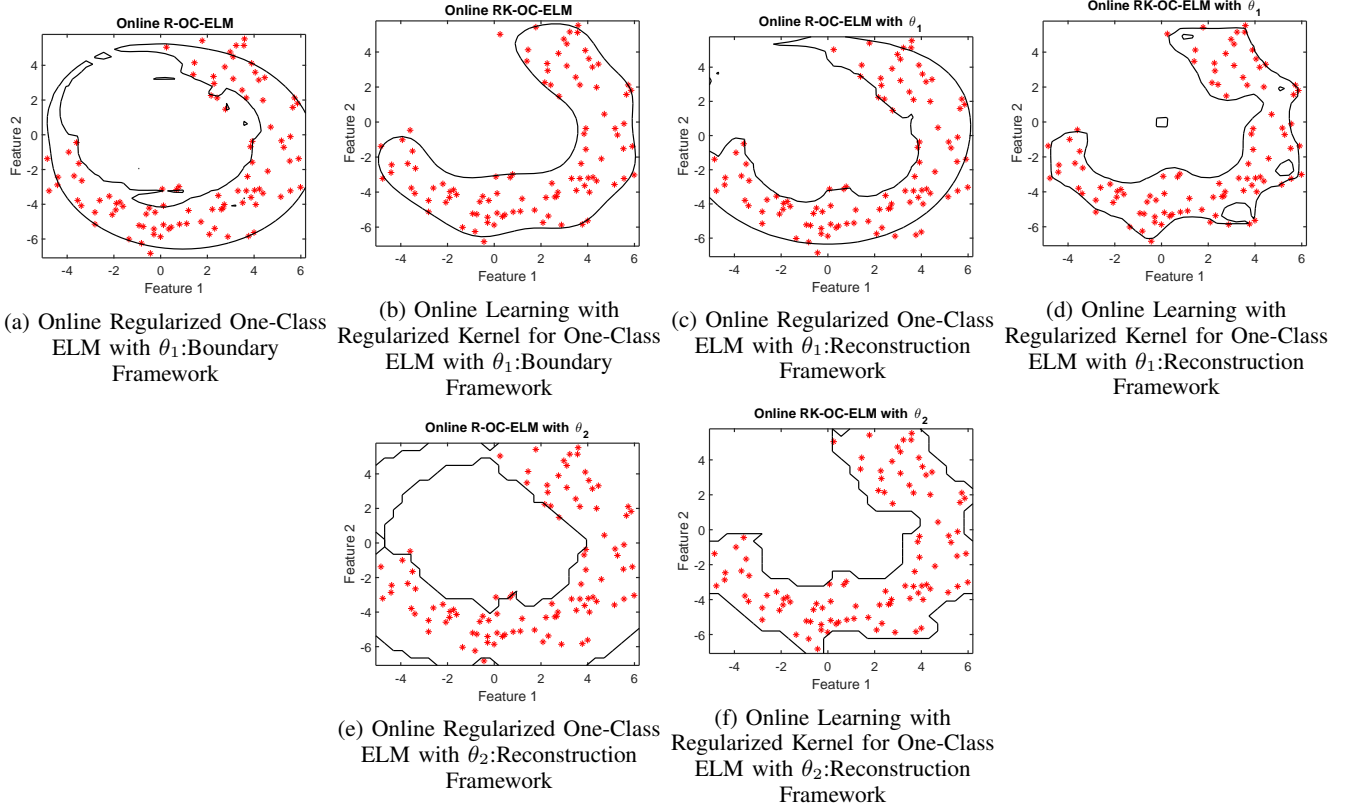 Online R-OC-ELM
Feature 2
4
2
0
-2
-4
-6
-4 -2 0 2 4 6
Feature 1
(a) Online Regularized One-Class
ELM with θ1:Boundary
Framework
Online RK-OC-ELM
Feature 2
4
2
0
-2
-4
-6
-4 -2 0 2 4 6
Feature 1
(b) Online Learning with
Regularized Kernel for One-Class
ELM with θ1:Boundary
Framework
Online R-OC-ELM with θ1
Feature 2
4
2
0
-2
-4
-6
-4 -2 0 2 4 6
Feature 1
(c) Online Regularized One-Class
ELM with θ1:Reconstruction
Framework
Online RK-OC-ELM with θ1
Feature 2
4
2
0
-2
-4
-6
-4 -2 0 2 4 6
Feature 1
(d) Online Learning with
Regularized Kernel for One-Class
ELM with θ1:Reconstruction
Framework
Online R-OC-ELM with θ2
Feature 2
4
2
0
-2
-4
-6
-4 -2 0 2 4 6
Feature 1
(e) Online Regularized One-Class
ELM with θ2:Reconstruction
Framework
Online RK-OC-ELM with θ2
Feature 2
4
2
0
-2
-4
-6
-4 -2 0 2 4 6
Feature 1
(f) Online Learning with
Regularized Kernel for One-Class
ELM with θ2:Reconstruction
Framework